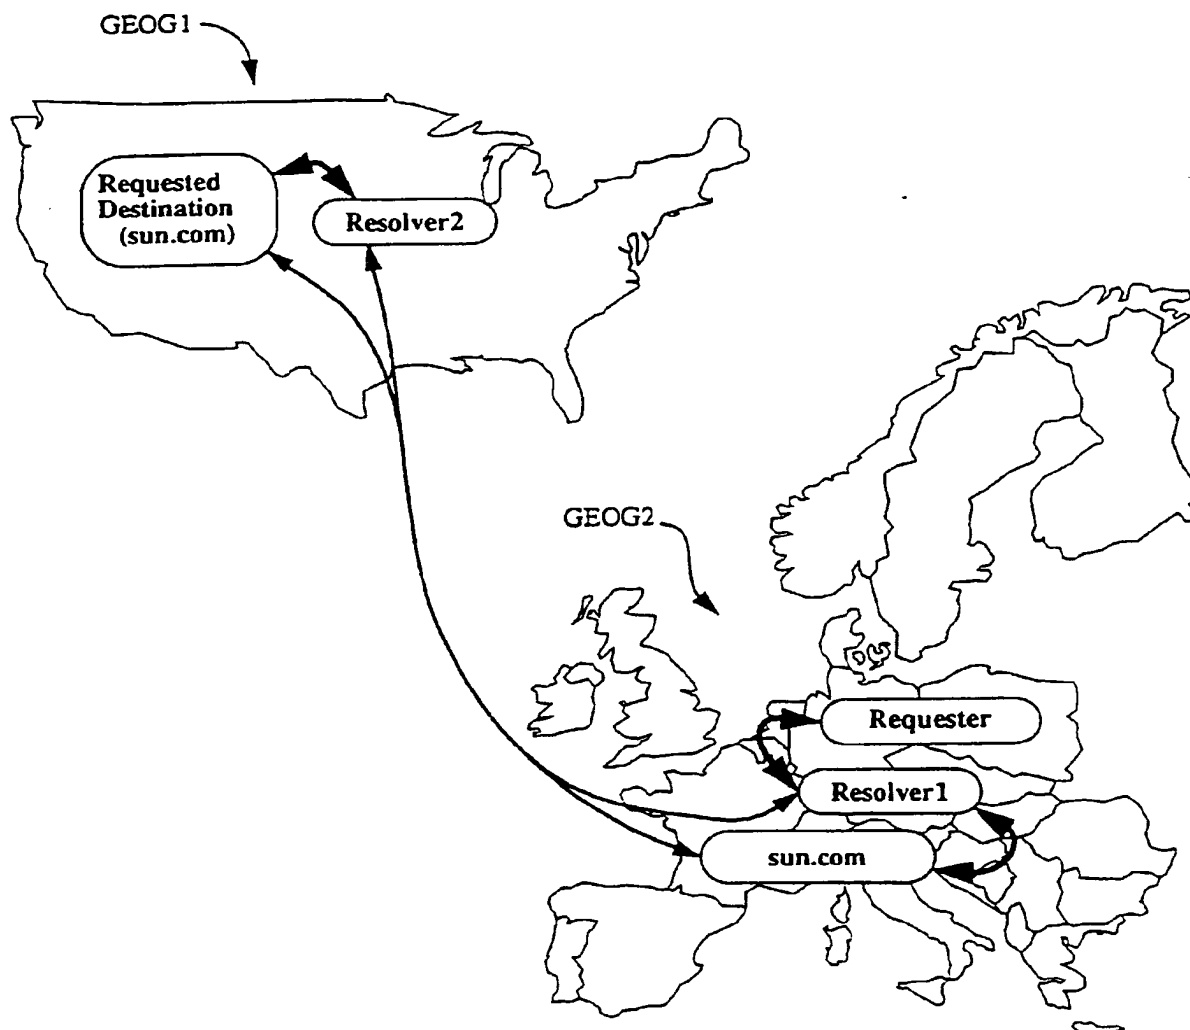 GEOG1
Requested
Destination
(sun.com)
Resolver2
GEOG2
Requester
Resolver1
sun.com